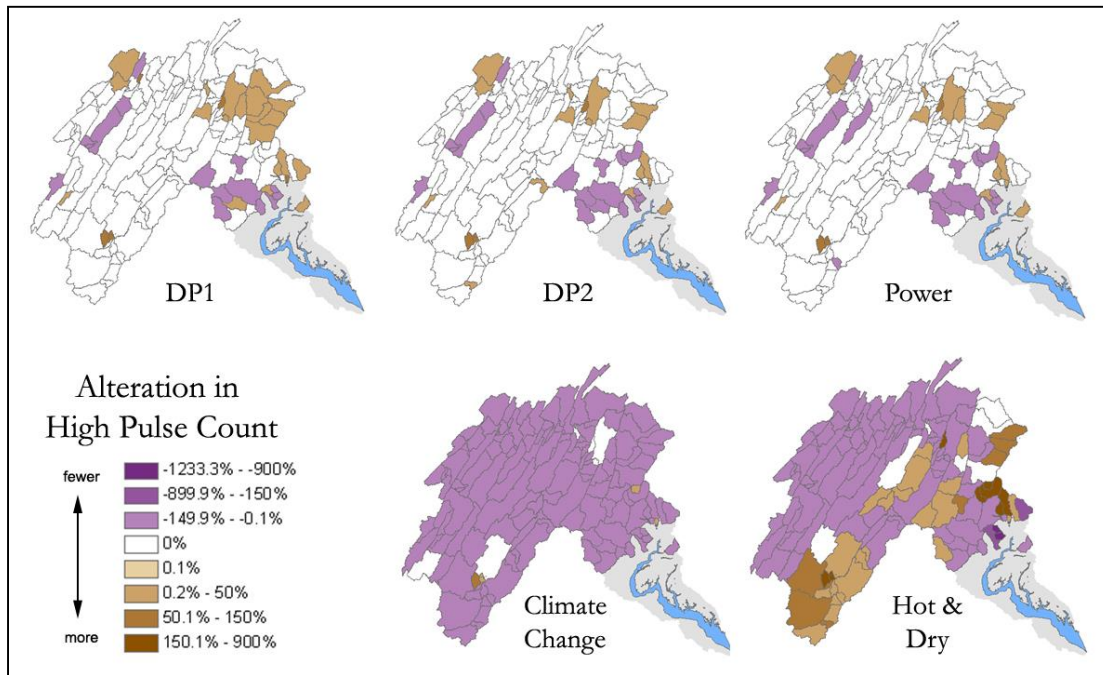 DP1
DP2
Power
Alteration in
High Pulse Count
fewer
more
-1233.3% - -900%
-899.9% - -150%
-149.9% - -0.1%
0%
0.1%
0.2% - 50%
50.1% - 150%
150.1% - 900%
Climate
Change
Hot &
Dry